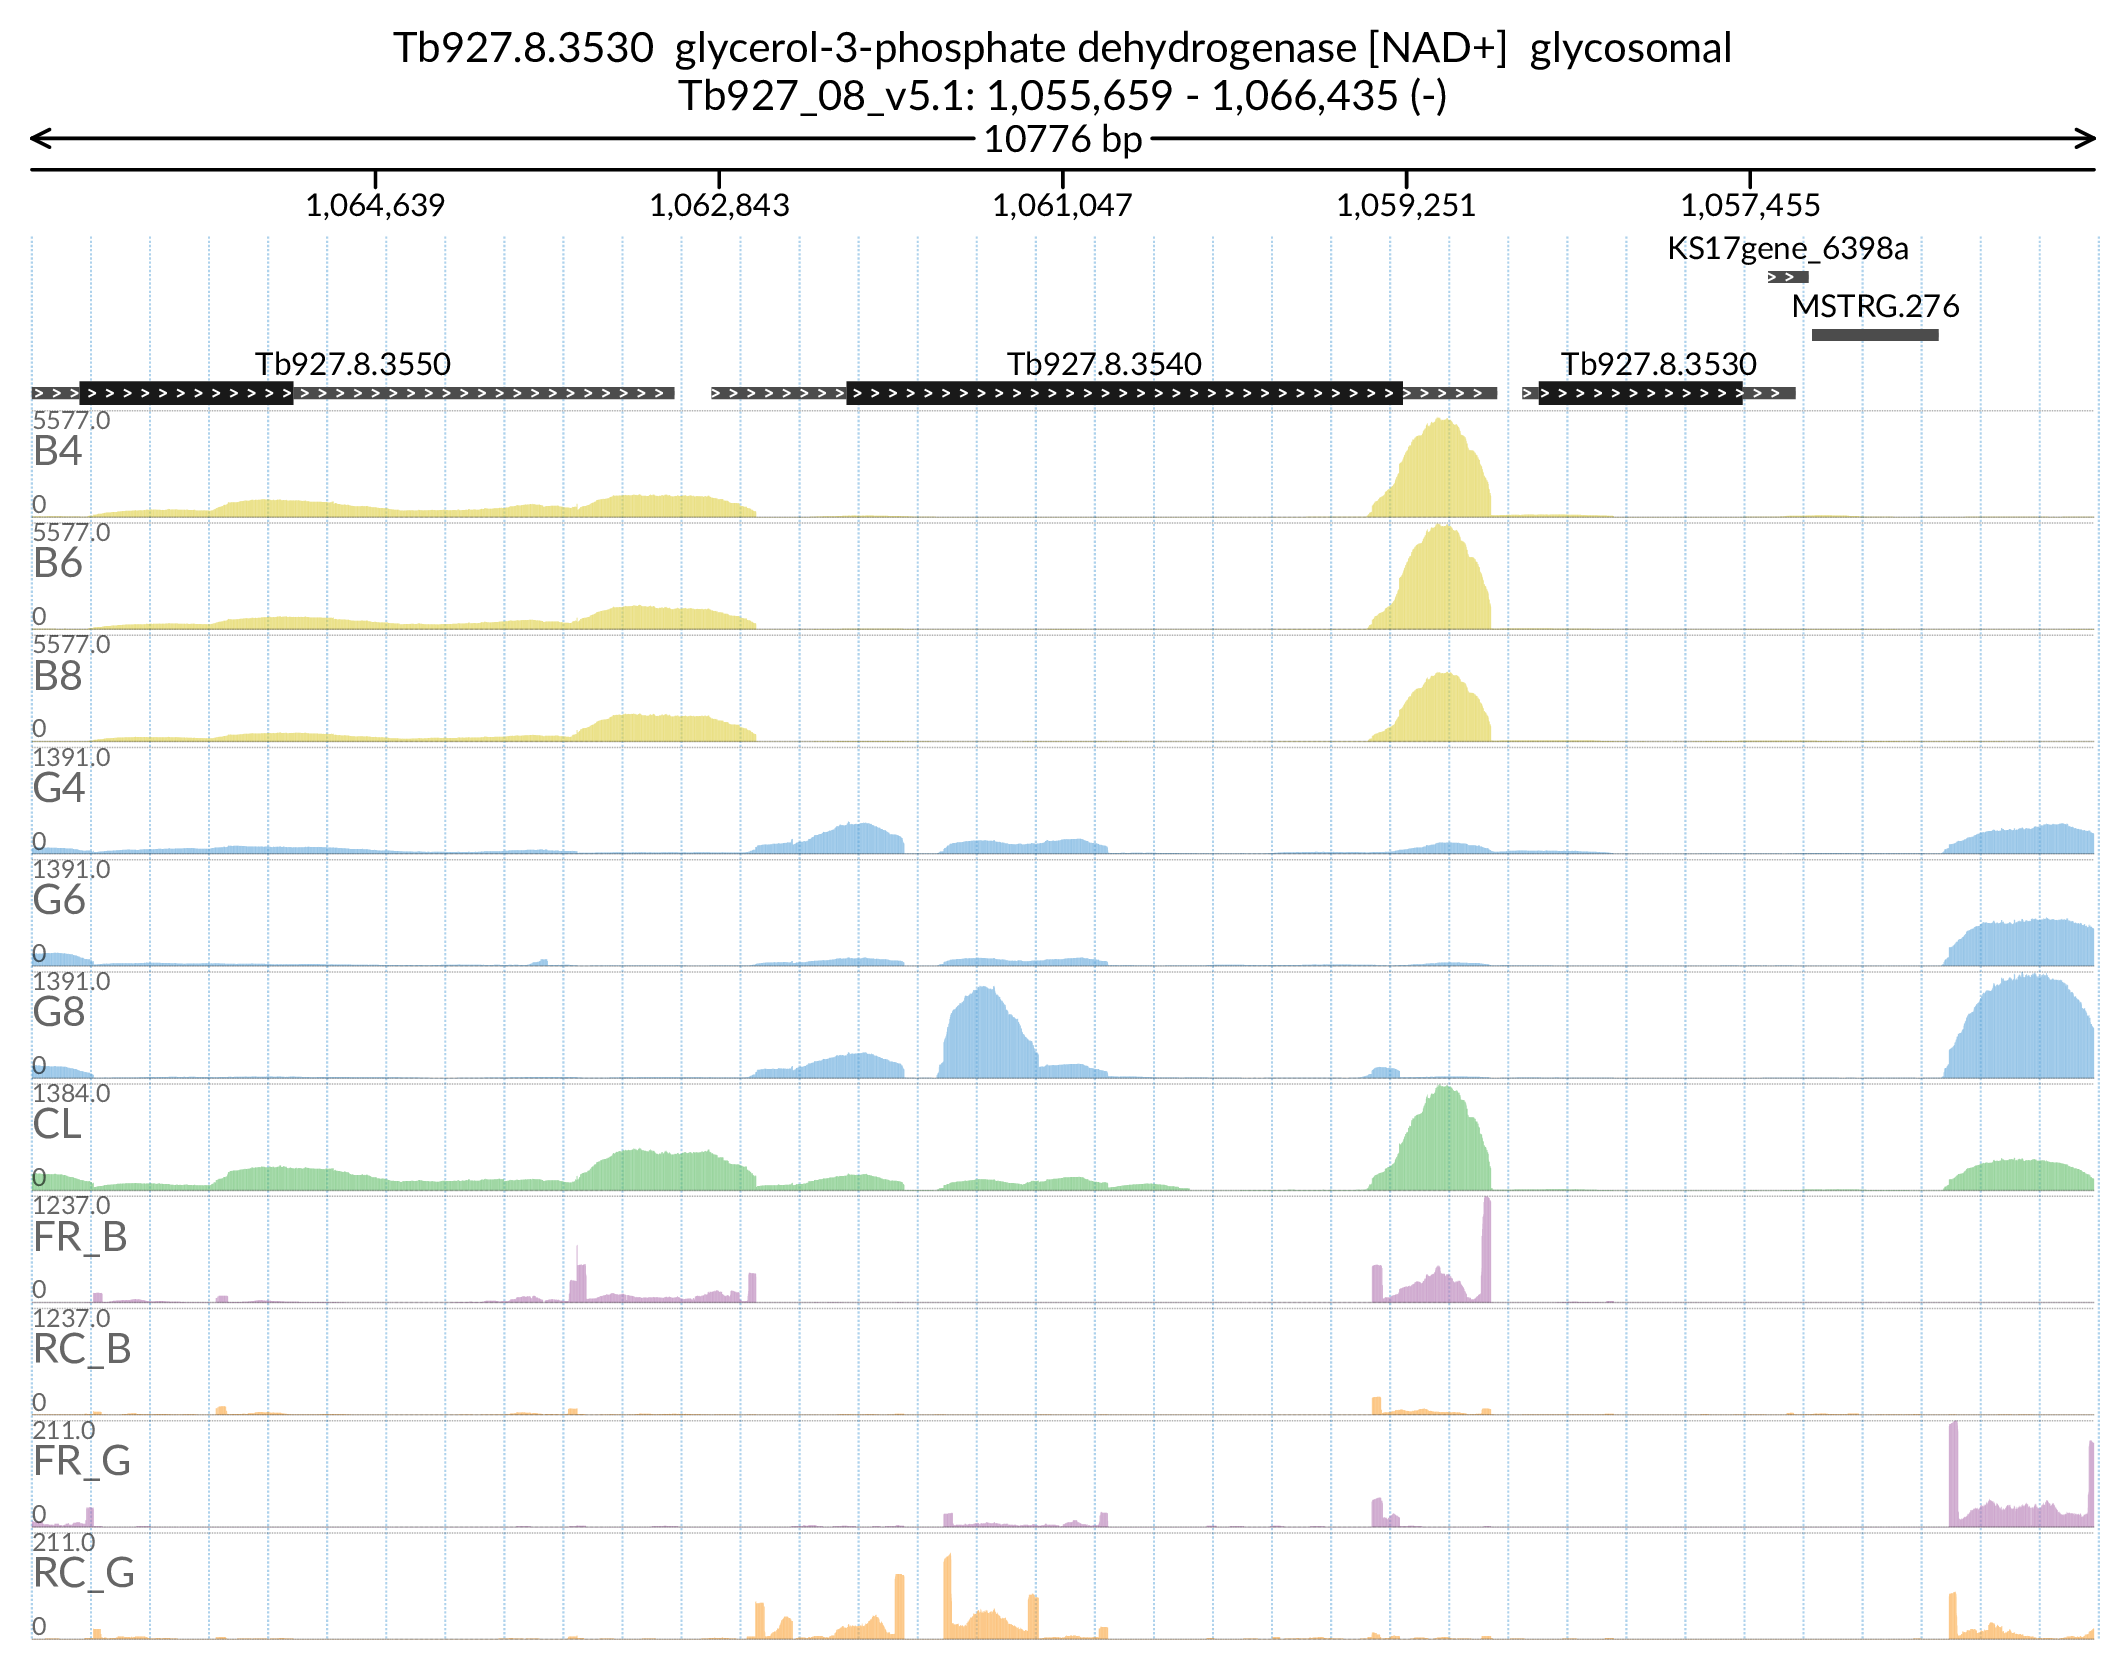 Tb927.8.3530 glycerol-3-phosphate dehydrogenase [NAD+] glycosomal
Tb927_08_v5.1: 1,055,659 - 1,066,435 (-)
10776 bp
1,064,639 1,062,843 1,061,047 1,059,251 1,057,455
KS17gene_6398a
MSTRG.276
Tb927.8.3550 Tb927.8.3540 Tb927.8.3530
5577.0
B4
0
5577.0
B6
0
5577.0
B8
0
1391.0
G4
0
1391.0
G6
0
1391.0
G8
0
1384.0
CL
0
1237.0
FR_B
0
1237.0
RC_B
0
211.0
FR_G
0
211.0
RC_G
0